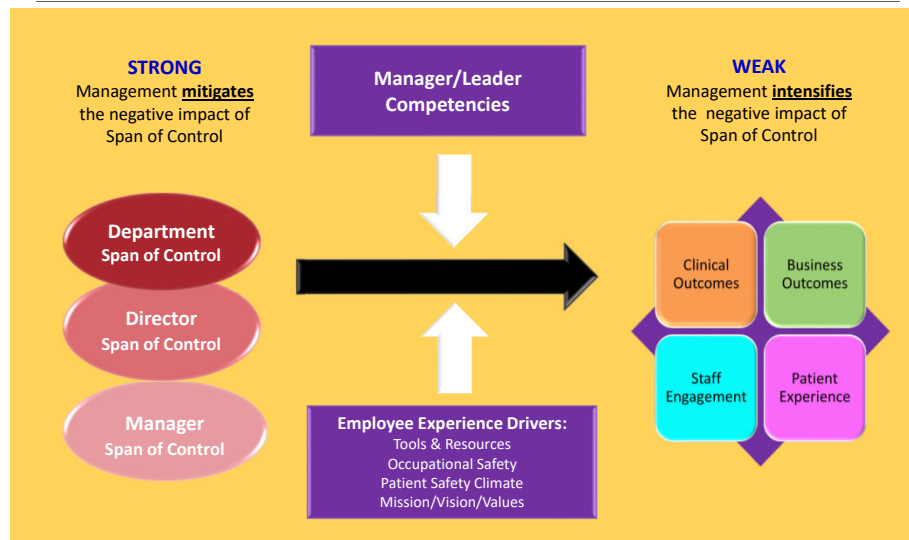 STRONG
Management mitigates
the negative impact of
Span of Control
Manager/Leader
Competencies
WEAK
Management intensifies
the negative impact of
Span of Control
Department
Span of Control
Director
Span of Control
Manager
Span of Control
Clinical
Outcomes
Business
Outcomes
Staff
Engagement
Patient
Experience
Employee Experience Drivers:
Tools & Resources
Occupational Safety
Patient Safety Climate
Mission/Vision/Values